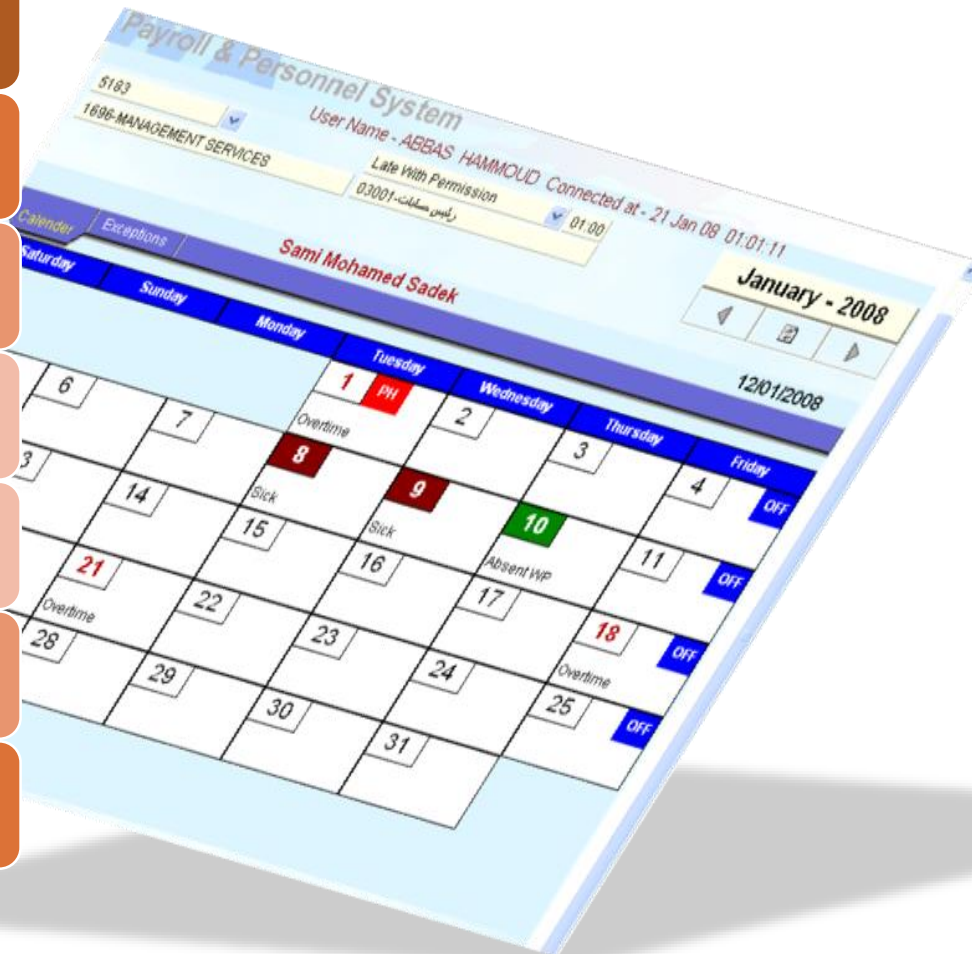 Payroll & Personnel System
User Name - ABBAS HAMMOUD Connected at - 21 Jan 08 01:01:11
5183
1696-MANAGEMENT SERVICES
Late With Permission 01:00
03001-رئيس حسابات
Calender Exceptions
Sami Mohamed Sadek
January - 2008
12/01/2008
Saturday Sunday Monday Tuesday Wednesday Thursday Friday
1 PH 2 3 4 OFF
Overtime
6 7 8 9 10 11 OFF
Sick Sick Absent WP
14 15 16 17 18 OFF
Overtime
21 22 23 24 25 OFF
Overtime
28 29 30 31